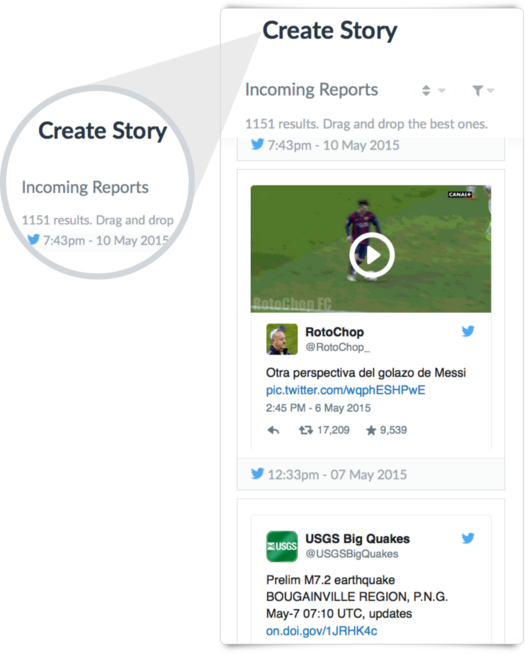 Create Story
Incoming Reports
1151 results. Drag and drop
7:43pm - 10 May 2015
Create Story
Incoming Reports
1151 results. Drag and drop the best ones.
7:43pm - 10 May 2015
CANAL+
RotoChop FC
RotoChop
@RotoChop_
Otra perspectiva del golazo de Messi
pic.twitter.com/wqphESHPwE
2:45 PM - 6 May 2015
17,209 9,539
12:33pm - 07 May 2015
USGS
USGS Big Quakes
@USGSBigQuakes
Prelim M7.2 earthquake
BOUGAINVILLE REGION, P.N.G.
May-7 07:10 UTC, updates
on.doi.gov/1JRHK4c